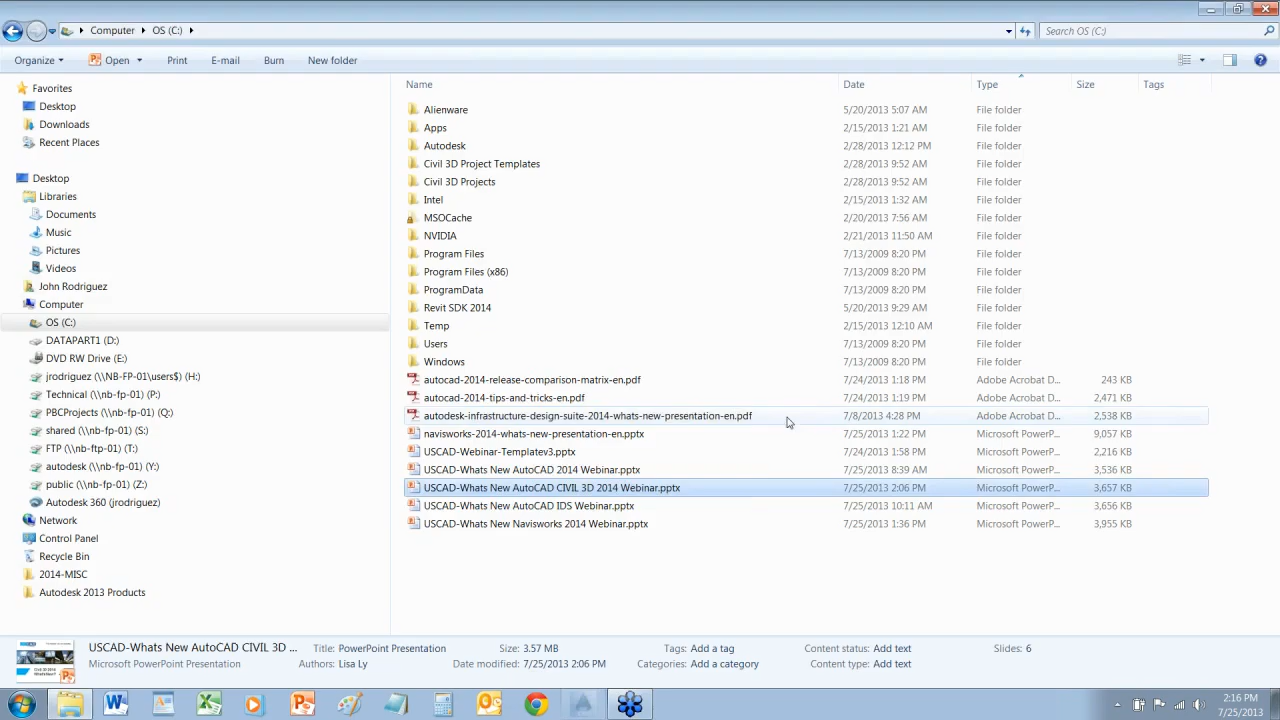 Computer OS (C:) Search OS (C:)
Organize Open Print E-mail Burn New folder
Favorites
Desktop
Downloads
Recent Places
Desktop
Libraries
Documents
Music
Pictures
Videos
John Rodriguez
Computer
OS (C:)
DATAPART1 (D:)
DVD RW Drive (E:)
jrodriguez (\\NB-FP-01\users$) (H:)
Technical (\\nb-fp-01) (P:)
PBCProjects (\\nb-fp-01) (Q:)
shared (\\nb-fp-01) (S:)
FTP (\\nb-fp-01) (T:)
autodesk (\\nb-fp-01) (Y:)
public (\\nb-fp-01) (Z:)
Autodesk 360 (jrodriguez)
Network
Control Panel
Recycle Bin
2014-MISC
Autodesk 2013 Products
Name Date Type Size Tags
Alienware 5/20/2013 5:07 AM File folder
Apps 2/15/2013 1:21 AM File folder
Autodesk 2/28/2013 12:12 PM File folder
Civil 3D Project Templates 2/28/2013 9:52 AM File folder
Civil 3D Projects 2/28/2013 9:52 AM File folder
Intel 2/15/2013 1:32 AM File folder
MSOCache 2/20/2013 7:56 AM File folder
NVIDIA 2/21/2013 11:50 AM File folder
Program Files 7/13/2009 8:20 PM File folder
Program Files (x86) 7/13/2009 8:20 PM File folder
ProgramData 7/13/2009 8:20 PM File folder
Revit SDK 2014 5/20/2013 9:29 AM File folder
Temp 2/15/2013 12:10 AM File folder
Users 7/13/2009 8:20 PM File folder
Windows 7/13/2009 8:20 PM File folder
autocad-2014-release-comparison-matrix-en.pdf 7/24/2013 1:18 PM Adobe Acrobat D... 243 KB
autocad-2014-tips-and-tricks-en.pdf 7/24/2013 1:19 PM Adobe Acrobat D... 2,471 KB
autodesk-infrastructure-design-suite-2014-whats-new-presentation-en.pdf 7/8/2013 4:28 PM Adobe Acrobat D... 2,538 KB
navisworks-2014-whats-new-presentation-en.pptx 7/25/2013 1:22 PM Microsoft PowerP... 9,057 KB
USCAD-Webinar-Templatev3.pptx 7/24/2013 1:58 PM Microsoft PowerP... 2,216 KB
USCAD-Whats New AutoCAD 2014 Webinar.pptx 7/25/2013 8:39 AM Microsoft PowerP... 3,536 KB
USCAD-Whats New AutoCAD CIVIL 3D 2014 Webinar.pptx 7/25/2013 2:06 PM Microsoft PowerP... 3,657 KB
USCAD-Whats New AutoCAD IDS Webinar.pptx 7/25/2013 10:11 AM Microsoft PowerP... 3,656 KB
USCAD-Whats New Navisworks 2014 Webinar.pptx 7/25/2013 1:36 PM Microsoft PowerP... 3,955 KB
USCAD-Whats New AutoCAD CIVIL 3D ... Title: PowerPoint Presentation Size: 3.57 MB Tags: Add a tag Content status: Add text Slides: 6
Microsoft PowerPoint Presentation Authors: Lisa Ly Date modified: 7/25/2013 2:06 PM Categories: Add a category Content type: Add text
2:16 PM
7/25/2013